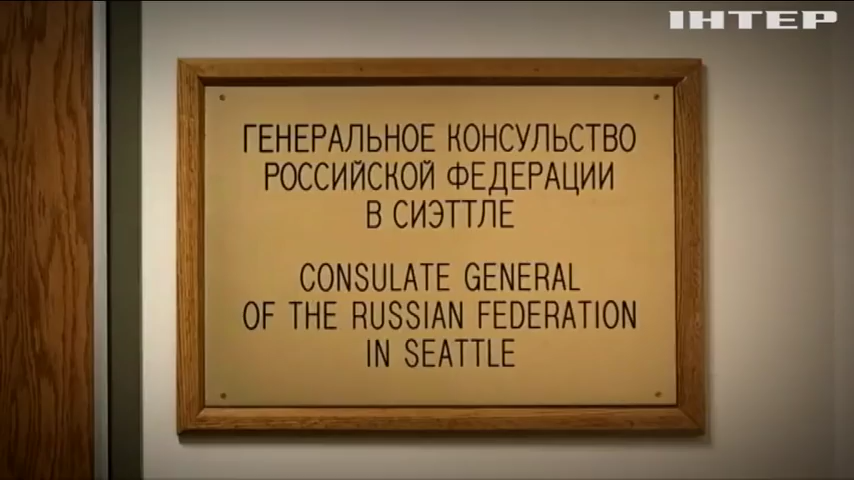 ІНТЕР
ГЕНЕРАЛЬНОЕ КОНСУЛЬСТВО
РОССИЙСКОЙ ФЕДЕРАЦИИ
В СИЭТТЛЕ
CONSULATE GENERAL
OF THE RUSSIAN FEDERATION
IN SEATTLE